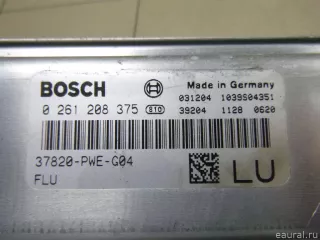 BOSCH
Made in Germany
0 261 208 375 S10
031204 1039S04351
39204 1128 0620
37820-PWE-G04
FLU
LU
© eaural.ru